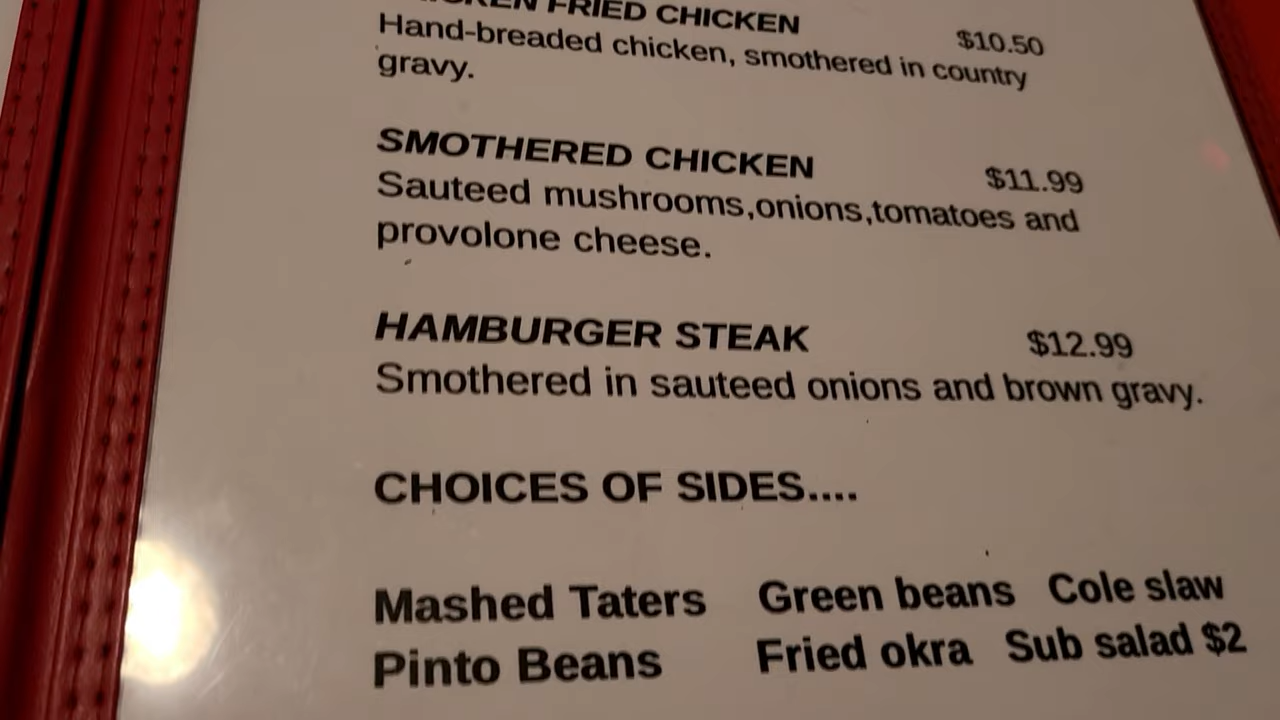 FRIED CHICKEN $10.50
Hand-breaded chicken, smothered in country
gravy.
SMOTHERED CHICKEN $11.99
Sauteed mushrooms,onions,tomatoes and
provolone cheese.
HAMBURGER STEAK $12.99
Smothered in sauteed onions and brown gravy.
CHOICES OF SIDES....
Mashed Taters Green beans Cole slaw
Pinto Beans Fried okra Sub salad $2